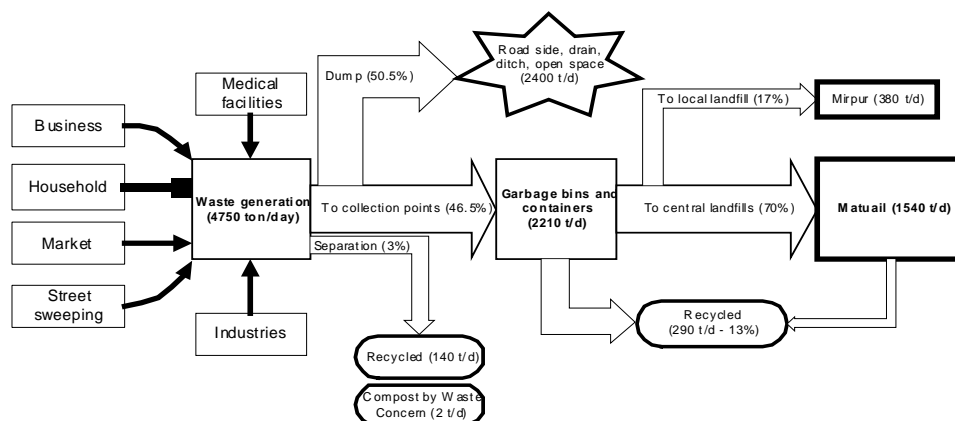 Medical
facilities
Business
Household
Market
Street
sweeping
Industries
Waste generation
(4750 ton/day)
Dump (50.5%)
Road side, drain,
ditch, open space
(2400 t/d)
To collection points (46.5%)
Separation (3%)
Recycled (140 t/d)
Compost by Waste
Concern (2 t/d)
Garbage bins and
containers
(2210 t/d)
To local landfill (17%)
Mirpur (380 t/d)
To central landfills (70%)
Matuail (1540 t/d)
Recycled
(290 t/d - 13%)